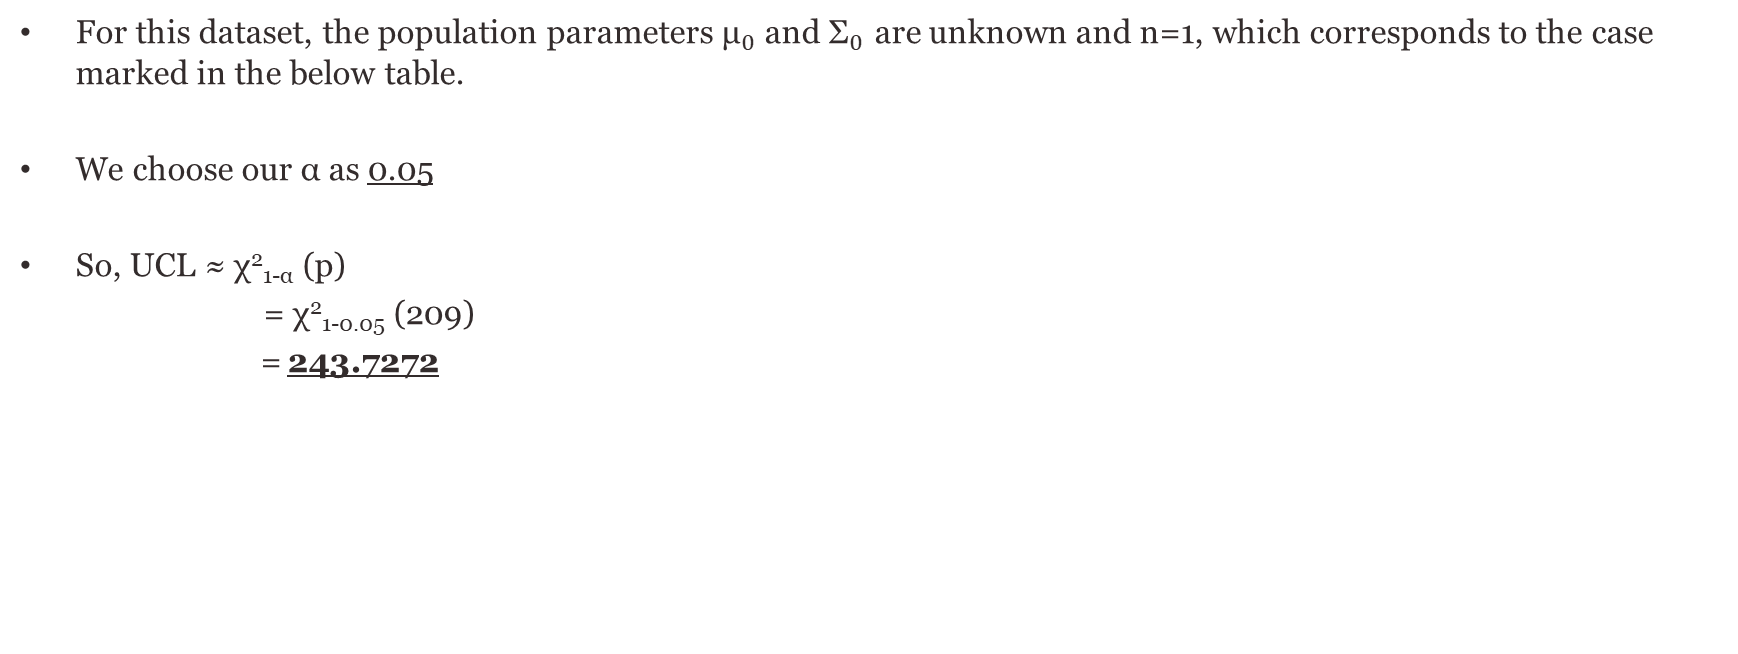 • For this dataset, the population parameters μ₀ and Σ₀ are unknown and n=1, which corresponds to the case
marked in the below table.
• We choose our α as 0.05
• So, UCL ≈ χ²₁₋α (p)
= χ²₁₋₀.₀₅ (209)
= 243.7272